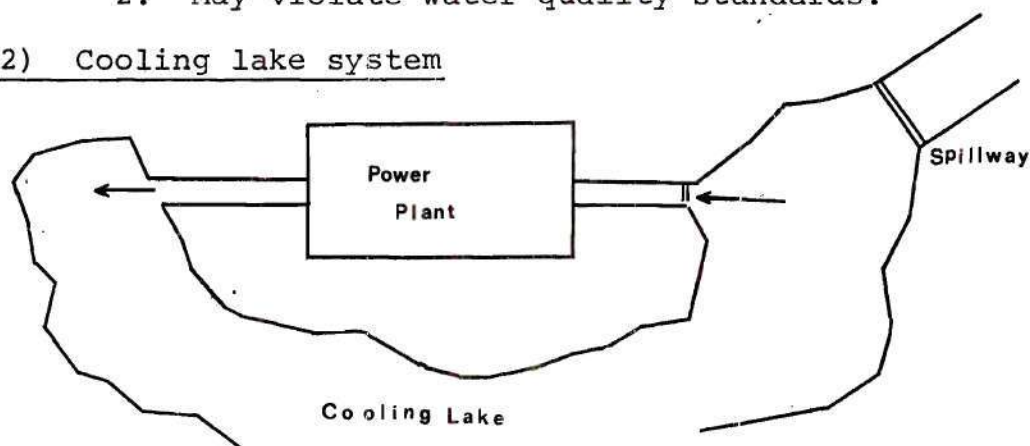 2. May violate water quality standards.
2) Cooling lake system
Power
Plant
Spillway
Cooling Lake